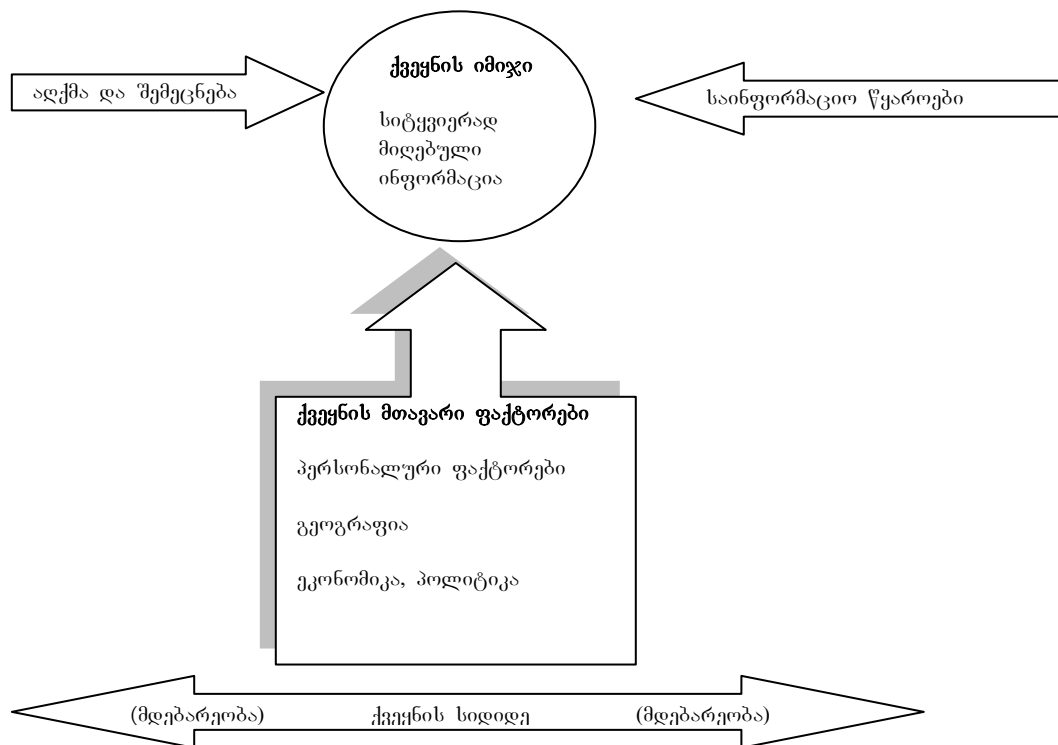 ქვეყნის იმიჯი
აღქმა და შემეცნება
საინფორმაციო წყაროები
სიტყვიერად
მიღებული
ინფორმაცია
ქვეყნის მთავარი ფაქტორები
პერსონალური ფაქტორები
გეოგრაფია
ეკონომიკა, პოლიტიკა
(მდებარეობა) ქვეყნის სიდიდე (მდებარეობა)